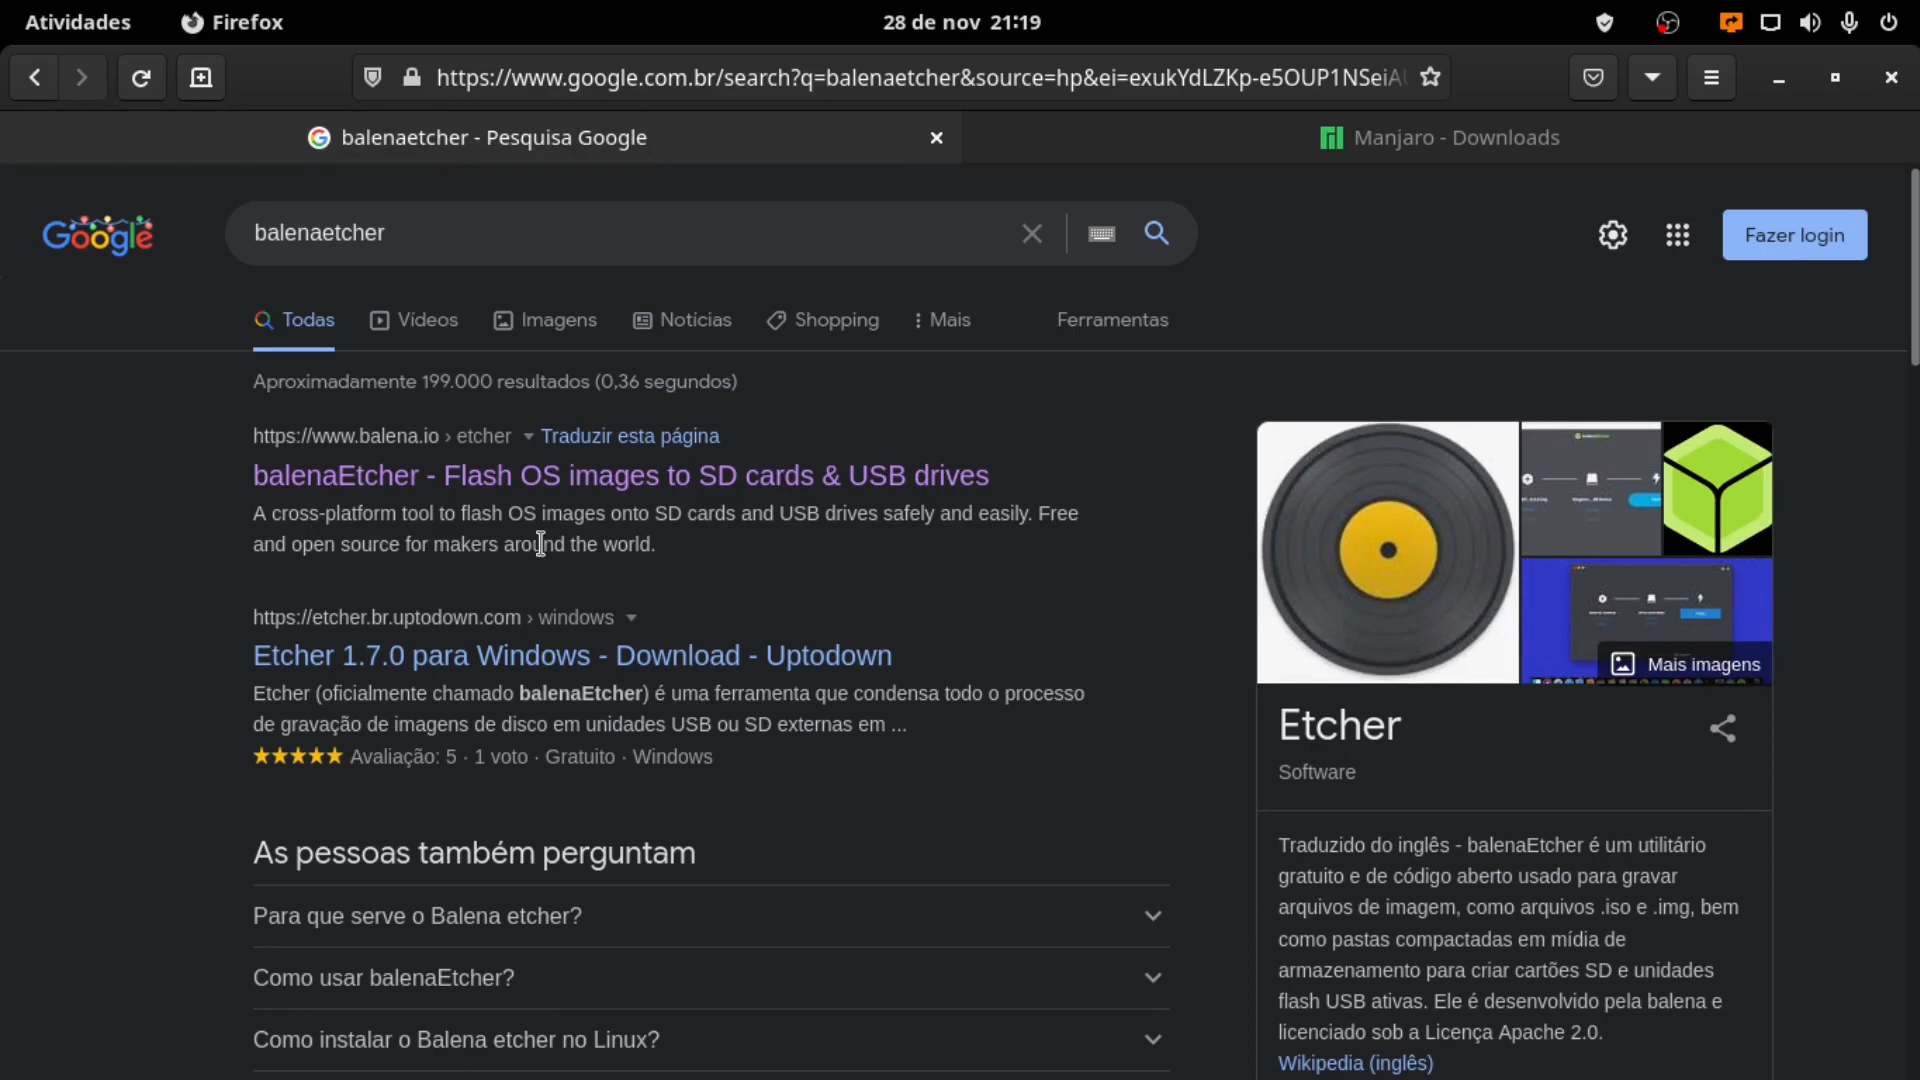 Atividades
Firefox
28 de nov 21:19
https://www.google.com.br/search?q=balenaetcher&source=hp&ei=exukYdLZKp-e5OUP1NSeiA
balenaetcher - Pesquisa Google
Manjaro - Downloads
Google
balenaetcher
Fazer login
Todas
Vídeos
Imagens
Notícias
Shopping
Mais
Ferramentas
Aproximadamente 199.000 resultados (0,36 segundos)
https://www.balena.io › etcher
Traduzir esta página
balenaEtcher - Flash OS images to SD cards & USB drives
A cross-platform tool to flash OS images onto SD cards and USB drives safely and easily. Free
and open source for makers around the world.
https://etcher.br.uptodown.com › windows
Etcher 1.7.0 para Windows - Download - Uptodown
Etcher (oficialmente chamado balenaEtcher) é uma ferramenta que condensa todo o processo
de gravação de imagens de disco em unidades USB ou SD externas em ...
Avaliação: 5 · 1 voto · Gratuito · Windows
As pessoas também perguntam
Para que serve o Balena etcher?
Como usar balenaEtcher?
Como instalar o Balena etcher no Linux?
Mais imagens
Etcher
Software
Traduzido do inglês - balenaEtcher é um utilitário
gratuito e de código aberto usado para gravar
arquivos de imagem, como arquivos .iso e .img, bem
como pastas compactadas em mídia de
armazenamento para criar cartões SD e unidades
flash USB ativas. Ele é desenvolvido pela balena e
licenciado sob a Licença Apache 2.0.
Wikipedia (inglês)